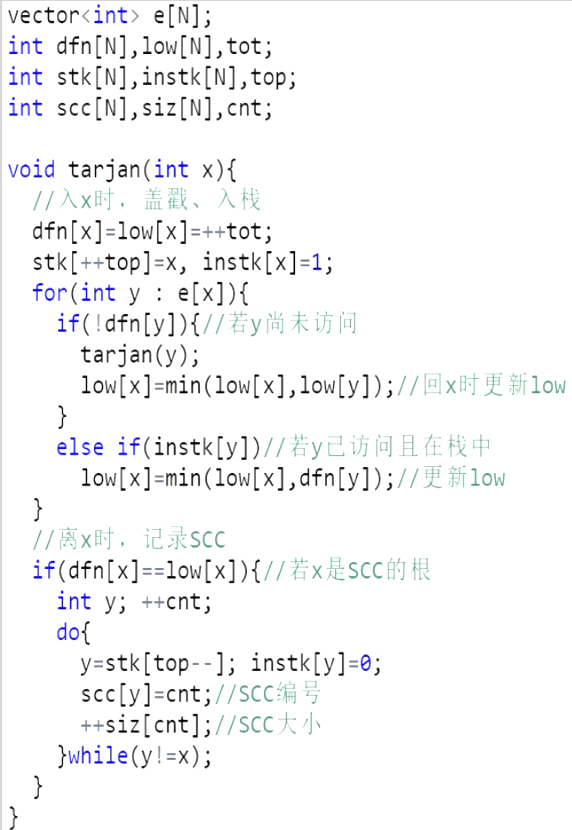 vector<int> e[N];
int dfn[N],low[N],tot;
int stk[N],instk[N],top;
int scc[N],siz[N],cnt;
void tarjan(int x){
//入x时，盖戳、入栈
dfn[x]=low[x]=++tot;
stk[++top]=x, instk[x]=1;
for(int y : e[x]){
if(!dfn[y]){//若y尚未访问
tarjan(y);
low[x]=min(low[x],low[y]);//回x时更新low
}
else if(instk[y])//若y已访问且在栈中
low[x]=min(low[x],dfn[y]);//更新low
}
//离x时，记录SCC
if(dfn[x]==low[x]){//若x是SCC的根
int y; ++cnt;
do{
y=stk[top--]; instk[y]=0;
scc[y]=cnt;//SCC编号
++siz[cnt];//SCC大小
}while(y!=x);
}
}